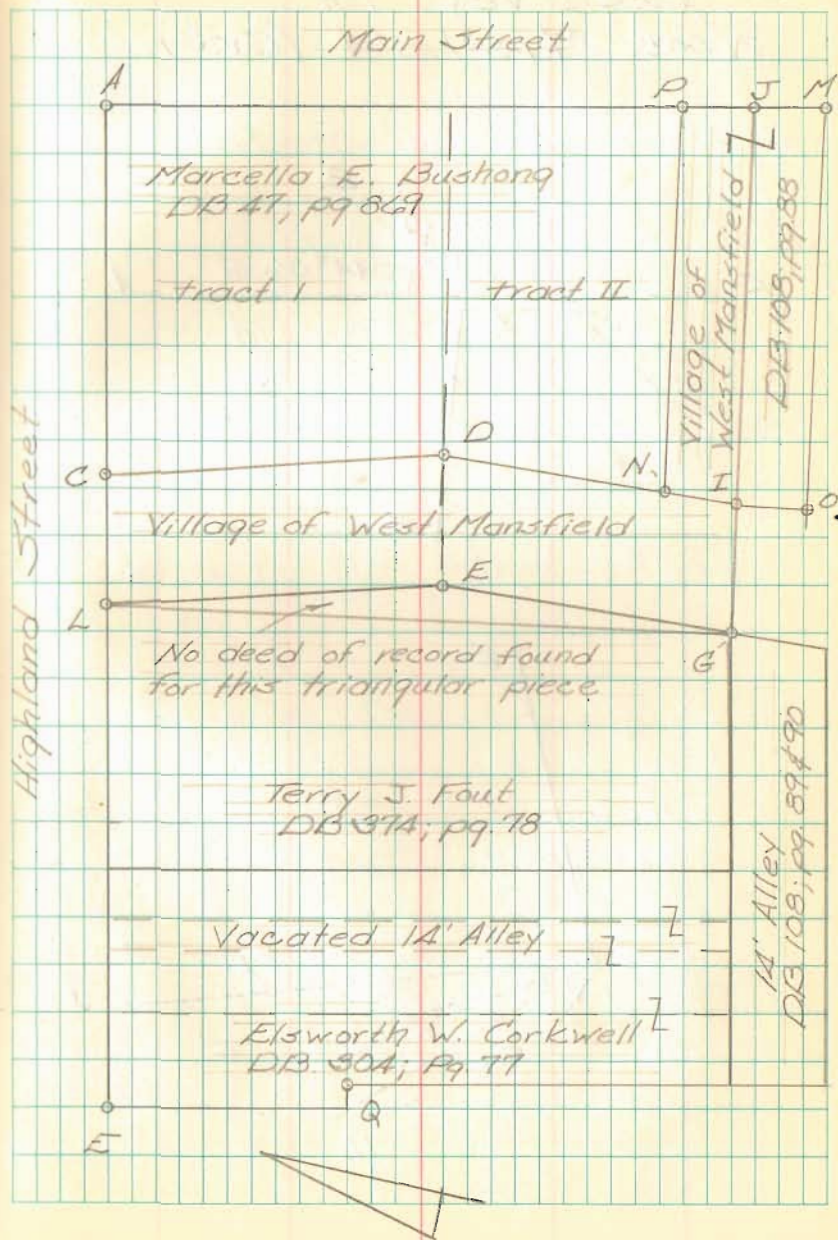 Main Street
A
P
J
M
Marcella E. Bushong
DB 47, pg 869
tract I
tract II
Village of
West Mansfield
DB 108, pg. 88
Highland Street
C
D
N.
I
O
Village of West Mansfield
E
L
G
No deed of record found
for this triangular piece
Terry J. Fout
DB 374; pg. 78
14' Alley
DB. 108; pg. 89 & 90
Vacated 14' Alley
Elsworth W. Corkwell
DB. 304; Pg. 77
Q
E